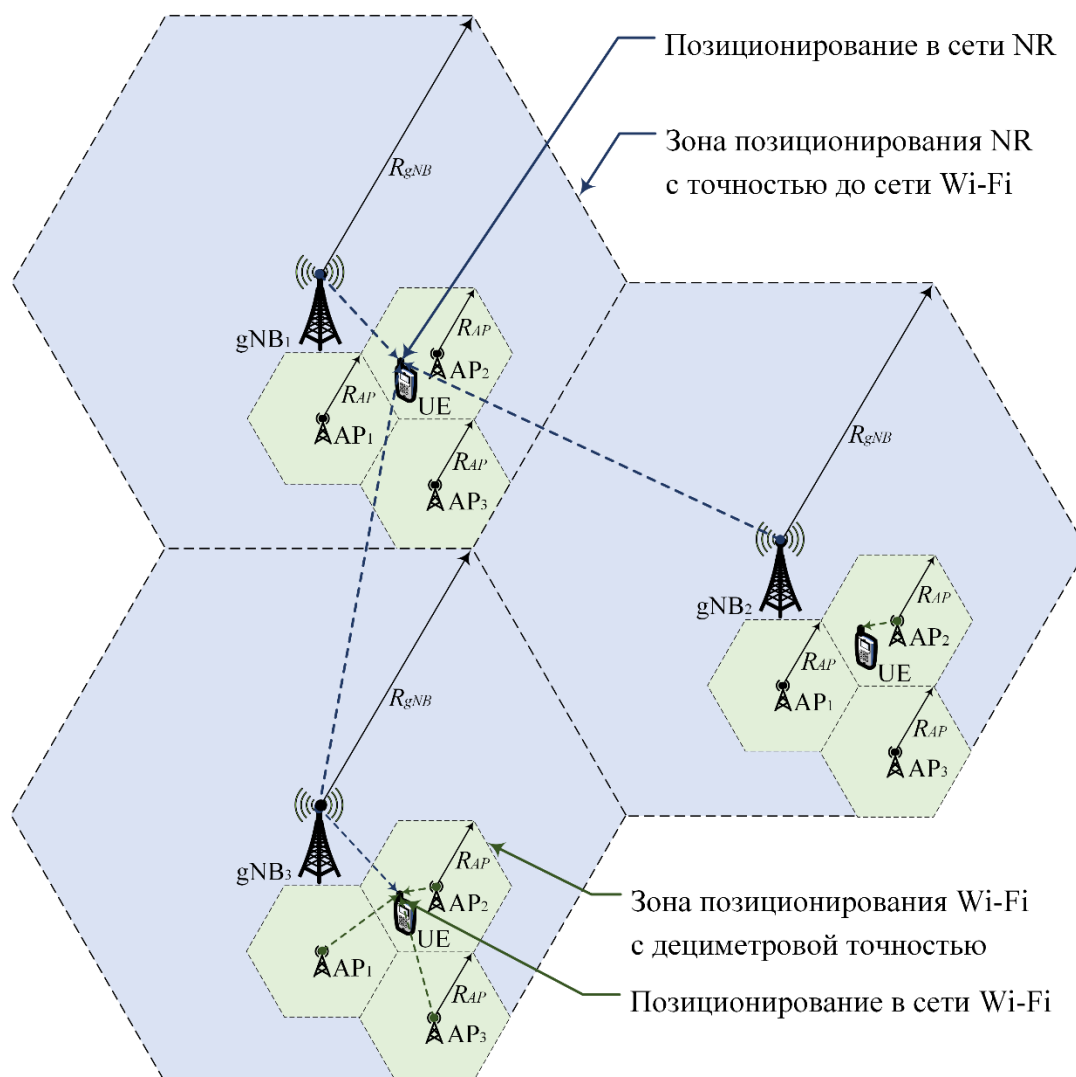 Позиционирование в сети NR
Зона позиционирования NR
с точностью до сети Wi-Fi
RgNB
gNB1
RAP
AP2
UE
RAP
AP1
RAP
AP3
RgNB
gNB2
RAP
AP2
UE
RAP
AP1
RAP
AP3
RgNB
gNB3
RAP
AP2
UE
AP1
RAP
AP3
Зона позиционирования Wi-Fi
с дециметровой точностью
Позиционирование в сети Wi-Fi